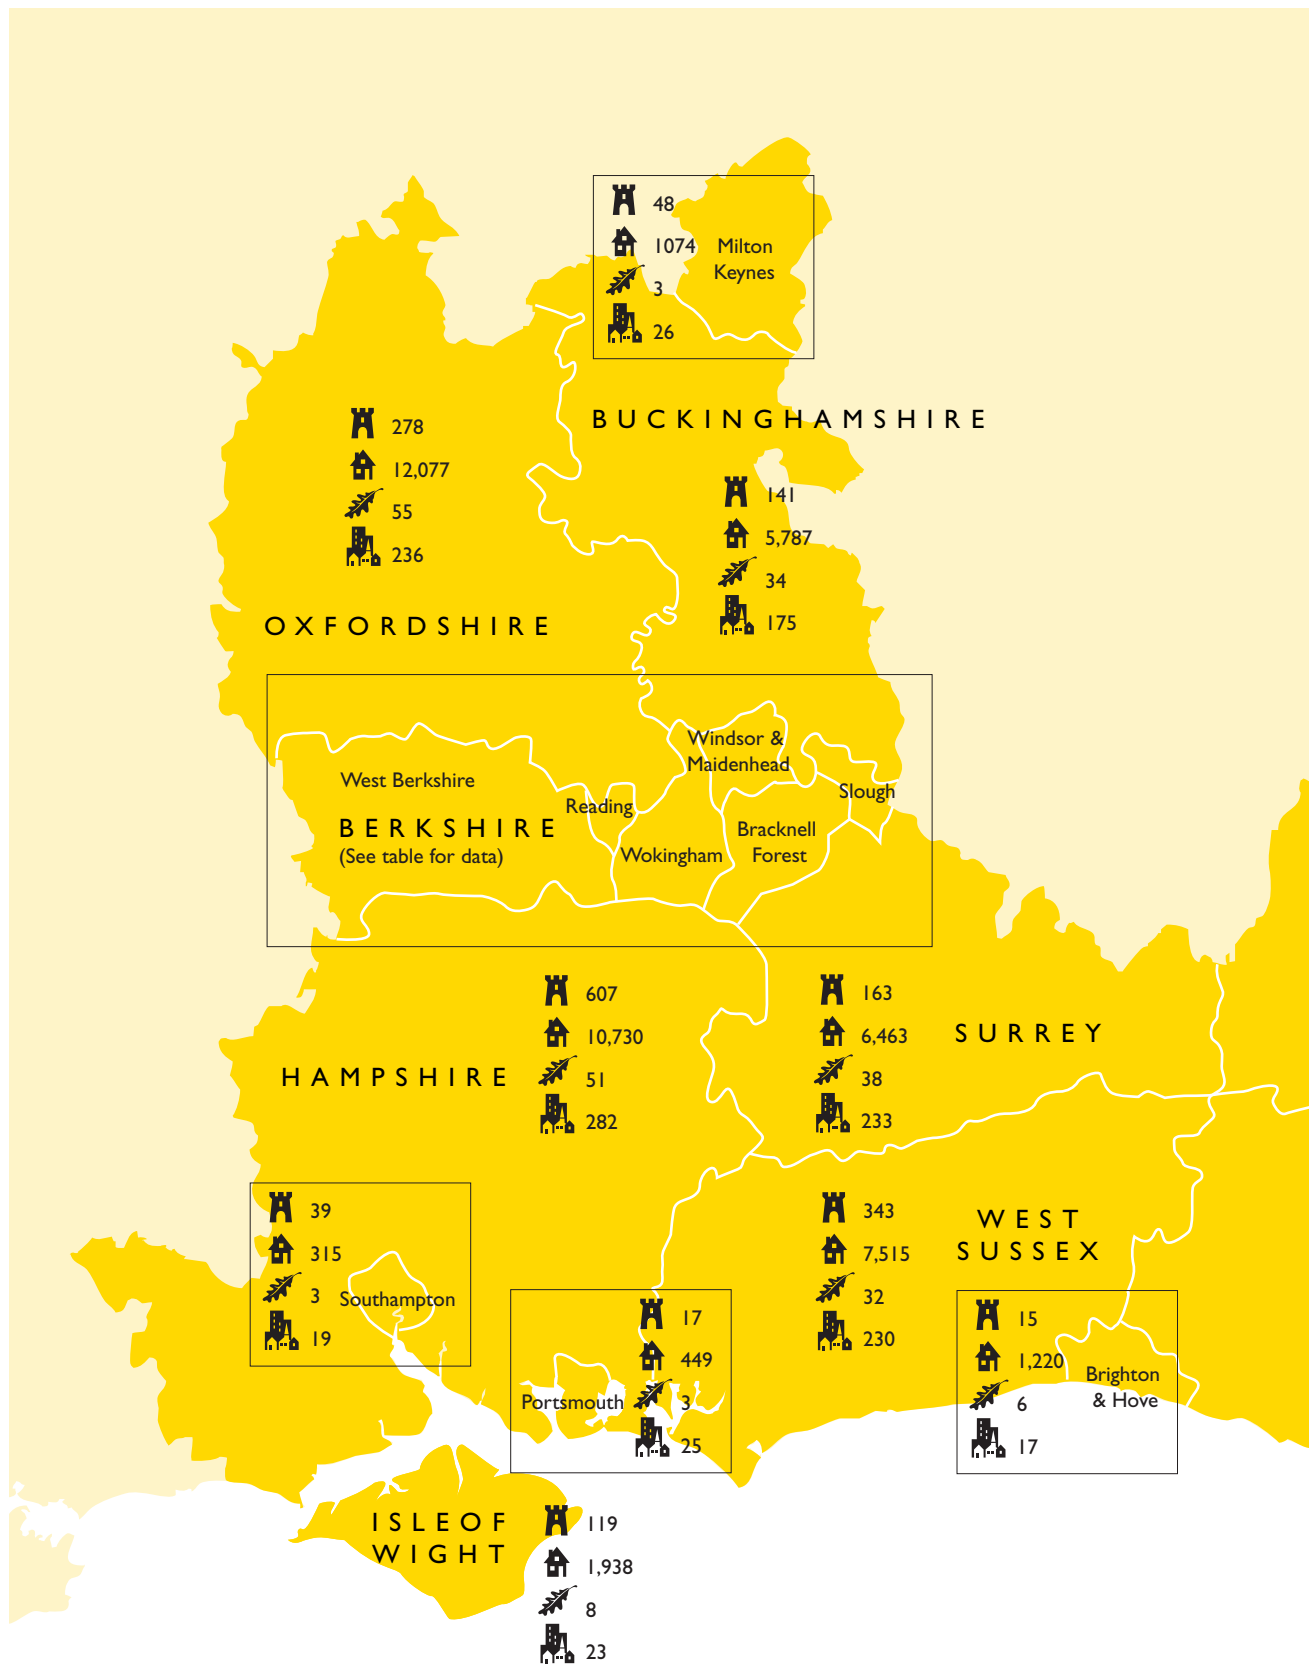 48
1074
3
26
Milton
Keynes
BUCKINGHAMSHIRE
278
12,077
55
236
141
5,787
34
175
OXFORDSHIRE
Windsor &
Maidenhead
West Berkshire
Slough
Reading
BERKSHIRE
(See table for data)
Bracknell
Forest
Wokingham
607
10,730
51
282
163
6,463
38
233
SURREY
HAMPSHIRE
39
315
3
19
Southampton
343
7,515
32
230
WEST
SUSSEX
17
449
3
25
Portsmouth
15
1,220
6
17
Brighton
& Hove
ISLE OF
WIGHT
119
1,938
8
23